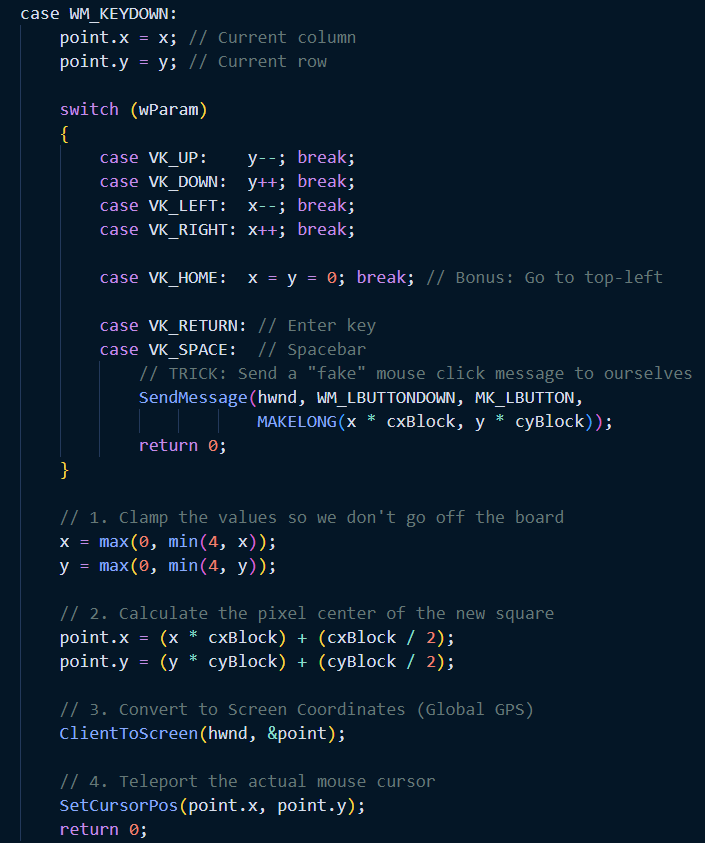 case WM_KEYDOWN:
    point.x = x; // Current column
    point.y = y; // Current row

    switch (wParam)
    {
        case VK_UP:    y--; break;
        case VK_DOWN:  y++; break;
        case VK_LEFT:  x--; break;
        case VK_RIGHT: x++; break;

        case VK_HOME:  x = y = 0; break; // Bonus: Go to top-left

        case VK_RETURN: // Enter key
        case VK_SPACE:  // Spacebar
            // TRICK: Send a "fake" mouse click message to ourselves
            SendMessage(hwnd, WM_LBUTTONDOWN, MK_LBUTTON,
                        MAKELONG(x * cxBlock, y * cyBlock));
            return 0;
    }

    // 1. Clamp the values so we don't go off the board
    x = max(0, min(4, x));
    y = max(0, min(4, y));

    // 2. Calculate the pixel center of the new square
    point.x = (x * cxBlock) + (cxBlock / 2);
    point.y = (y * cyBlock) + (cyBlock / 2);

    // 3. Convert to Screen Coordinates (Global GPS)
    ClientToScreen(hwnd, &point);

    // 4. Teleport the actual mouse cursor
    SetCursorPos(point.x, point.y);
    return 0;